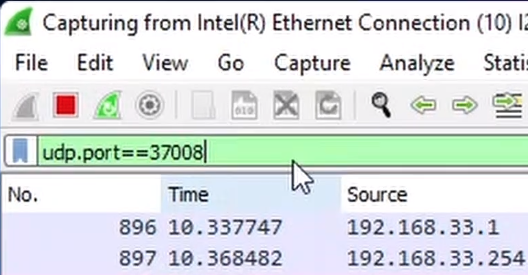 Capturing from Intel(R) Ethernet Connection (10) I2
File Edit View Go Capture Analyze Statis
udp.port==37008
No. Time Source
896 10.337747 192.168.33.1
897 10.368482 192.168.33.254